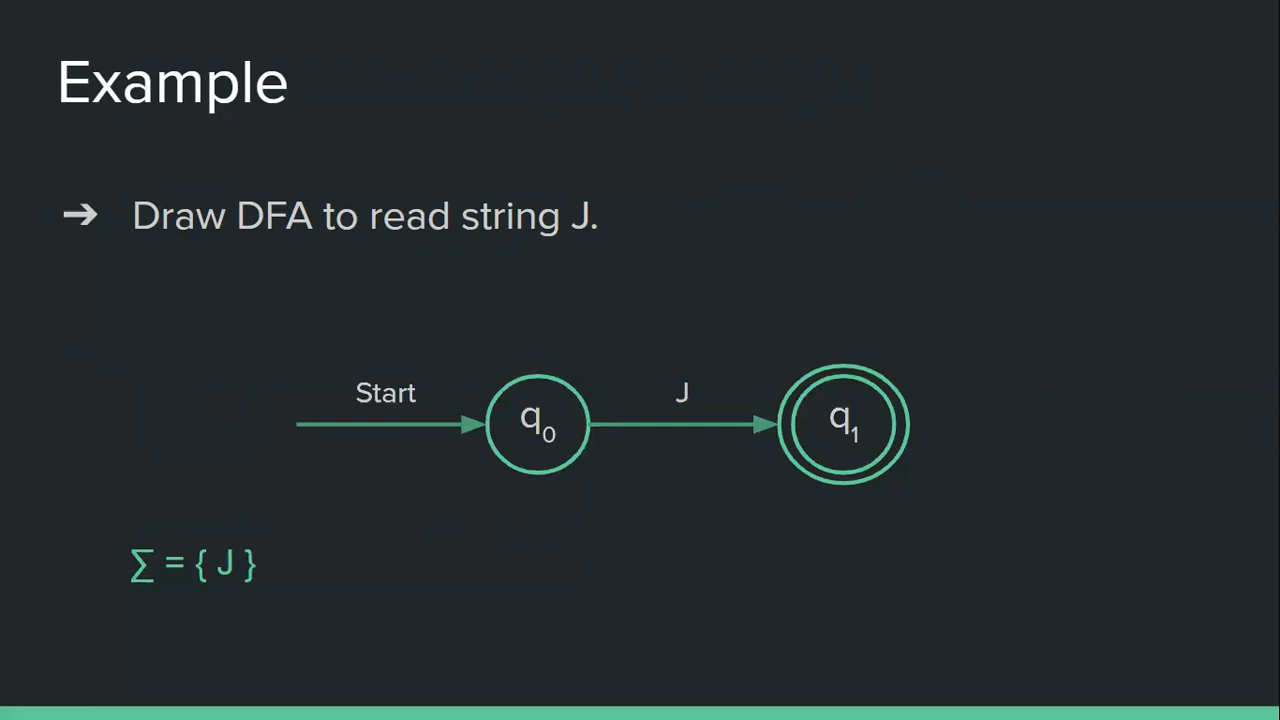 Example
➔ Draw DFA to read string J.
Start
J
q0
q1
∑ = { J }